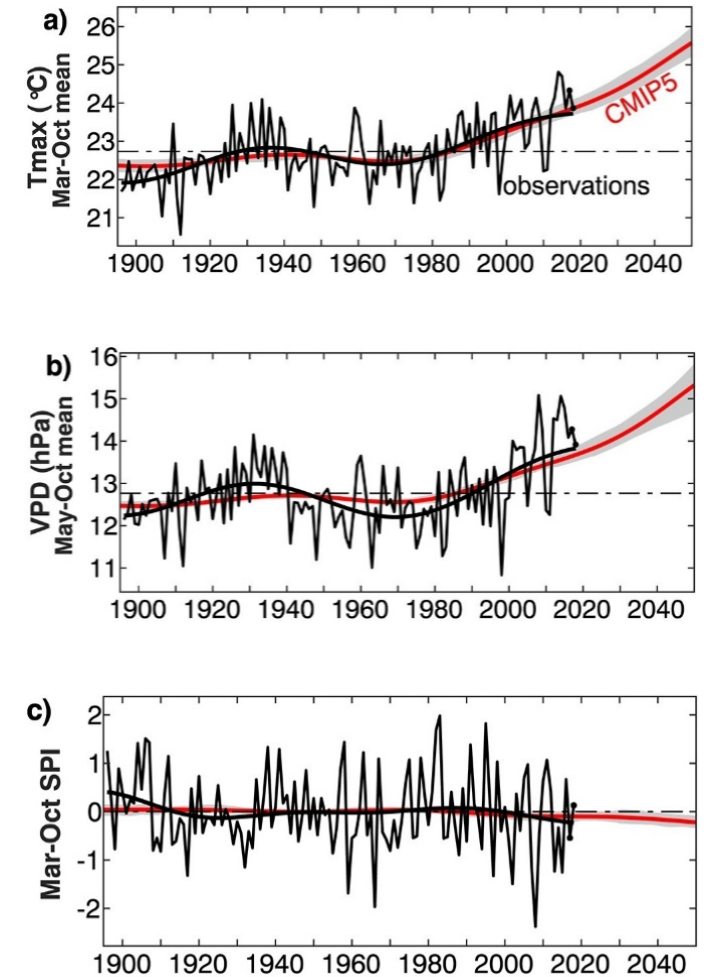 a)
Tmax (°C)
Mar-Oct mean
26
25
24
23
22
21
CMIP5
observations
1900 1920 1940 1960 1980 2000 2020 2040
b)
VPD (hPa)
May-Oct mean
16
15
14
13
12
11
1900 1920 1940 1960 1980 2000 2020 2040
c)
Mar-Oct SPI
2
1
0
-1
-2
1900 1920 1940 1960 1980 2000 2020 2040